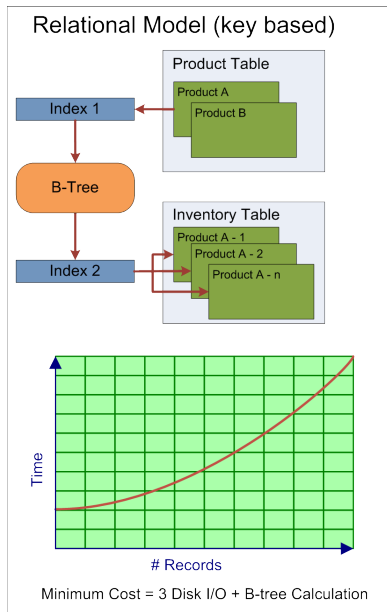 Relational Model (key based)
Product Table
Product A
Product B
Index 1
B-Tree
Inventory Table
Product A - 1
Product A - 2
Product A - n
Index 2
Time
# Records
Minimum Cost = 3 Disk I/O + B-tree Calculation